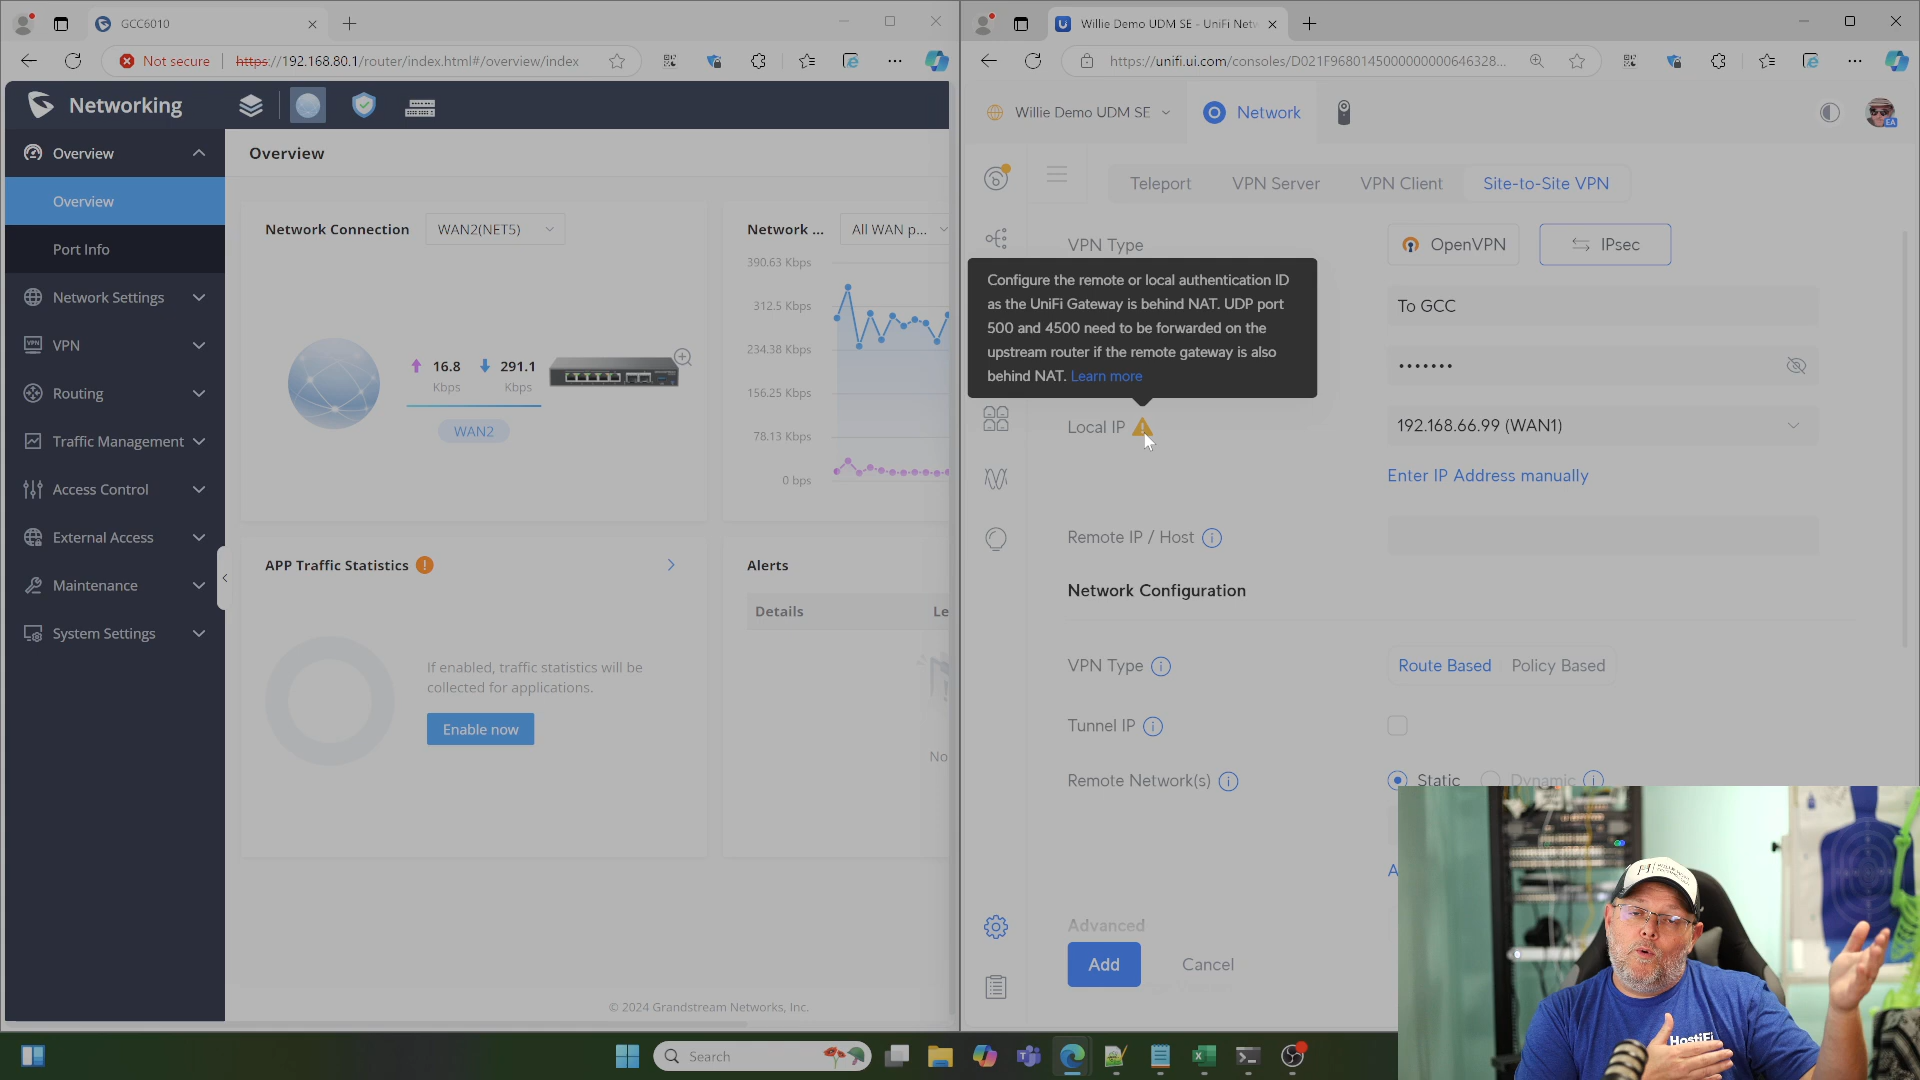 GCC6010
Not secure
https://192.168.80.1/router/index.html#/overview/index
Networking
Overview
Overview
Port Info
Network Settings
VPN
VPN
Routing
Traffic Management
Access Control
External Access
Maintenance
System Settings
Overview
Network Connection
WAN2(NET5)
16.8
Kbps
291.1
Kbps
WAN2
Network ...
All WAN p...
390.63 Kbps
312.5 Kbps
234.38 Kbps
156.25 Kbps
78.13 Kbps
0 bps
APP Traffic Statistics
If enabled, traffic statistics will be
collected for applications.
Enable now
Alerts
Details
Le
No
© 2024 Grandstream Networks, Inc.
Willie Demo UDM SE - UniFi Netw
https://unifi.ui.com/consoles/D021F9680145000000000646328...
Willie Demo UDM SE
Network
EA
Teleport
VPN Server
VPN Client
Site-to-Site VPN
VPN Type
OpenVPN
IPsec
Configure the remote or local authentication ID
as the UniFi Gateway is behind NAT. UDP port
500 and 4500 need to be forwarded on the
upstream router if the remote gateway is also
behind NAT. Learn more
To GCC
•••••••
Local IP
192.168.66.99 (WAN1)
Enter IP Address manually
Remote IP / Host
Network Configuration
VPN Type
Route Based
Policy Based
Tunnel IP
Remote Network(s)
Static
Dynamic
A
Advanced
Add
Cancel
HostiFi
Search